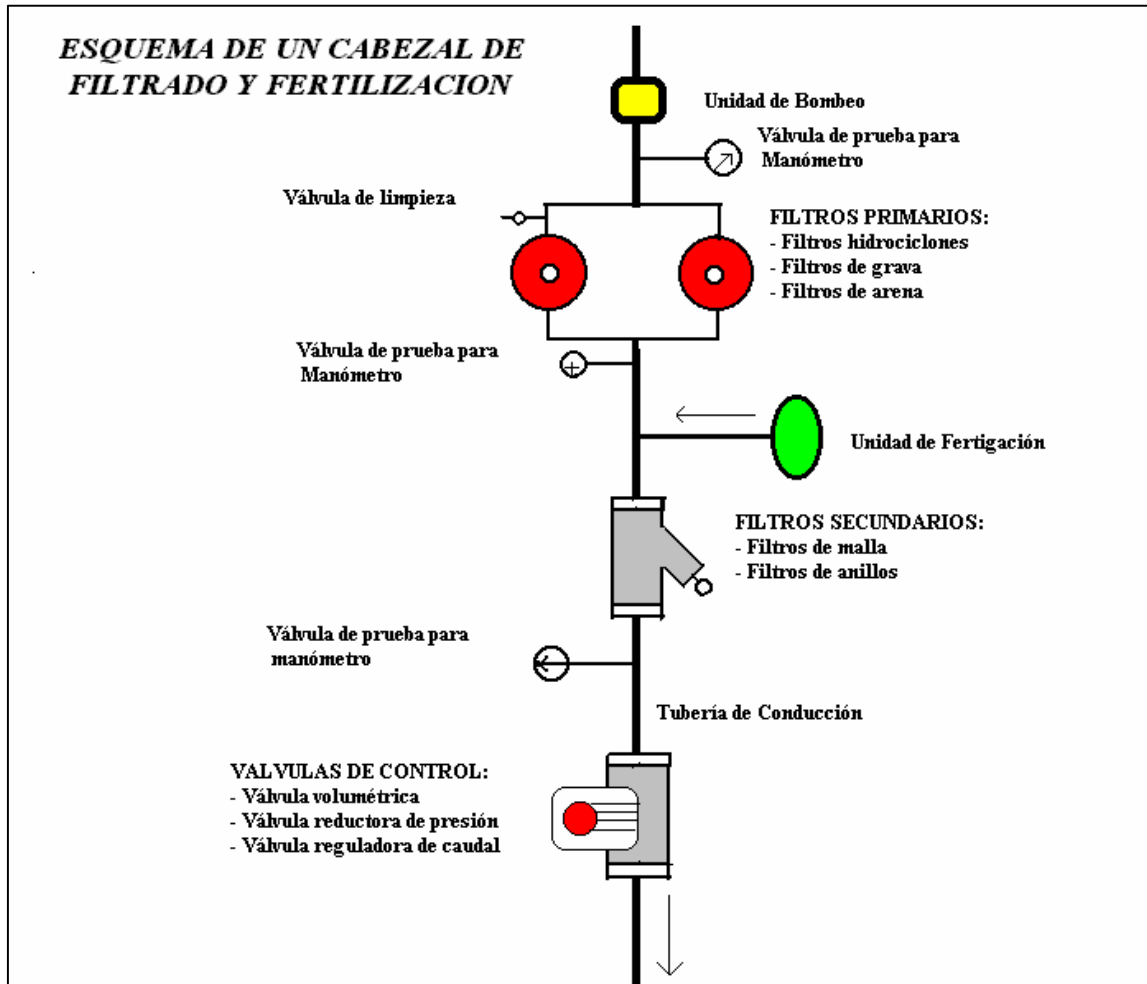 ESQUEMA DE UN CABEZAL DE
FILTRADO Y FERTILIZACION
Unidad de Bombeo
Válvula de prueba para
Manómetro
Válvula de limpieza
FILTROS PRIMARIOS:
- Filtros hidrociclones
- Filtros de grava
- Filtros de arena
Válvula de prueba para
Manómetro
Unidad de Fertigación
FILTROS SECUNDARIOS:
- Filtros de malla
- Filtros de anillos
Válvula de prueba para
manómetro
Tubería de Conducción
VALVULAS DE CONTROL:
- Válvula volumétrica
- Válvula reductora de presión
- Válvula reguladora de caudal